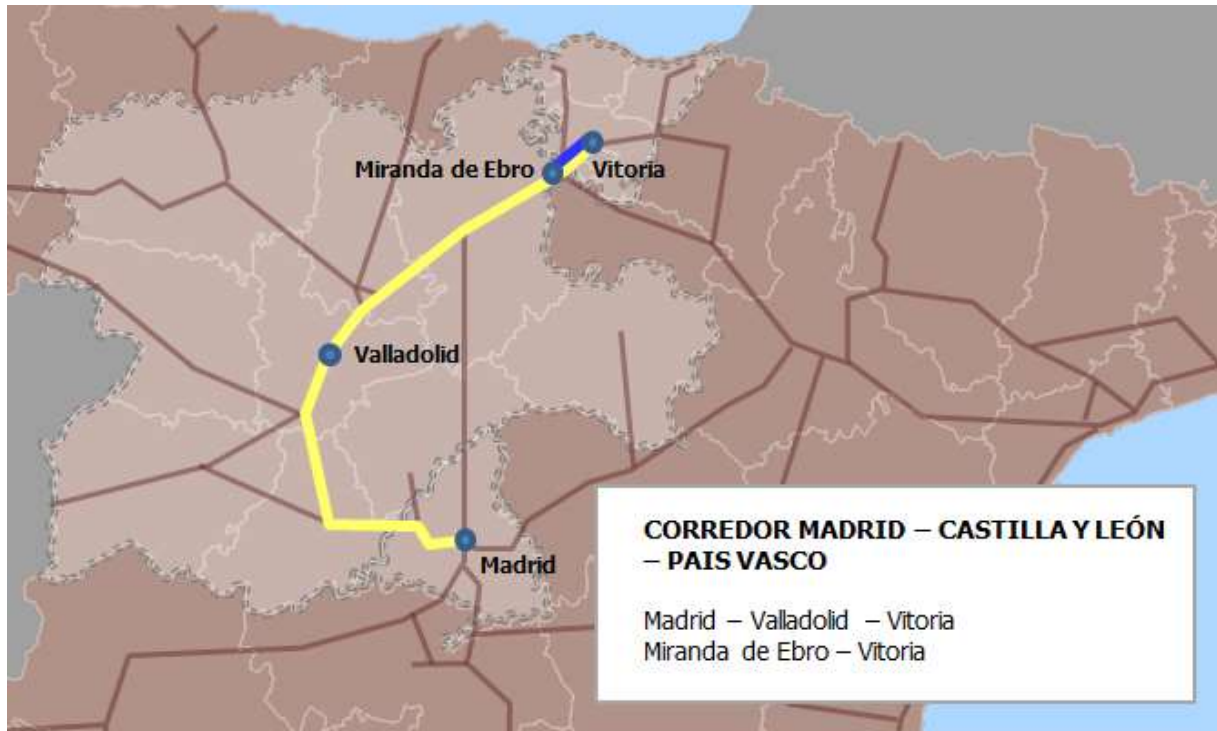 Miranda de Ebro
Vitoria
Valladolid
Madrid
CORREDOR MADRID – CASTILLA Y LEÓN
– PAIS VASCO
Madrid – Valladolid – Vitoria
Miranda de Ebro – Vitoria